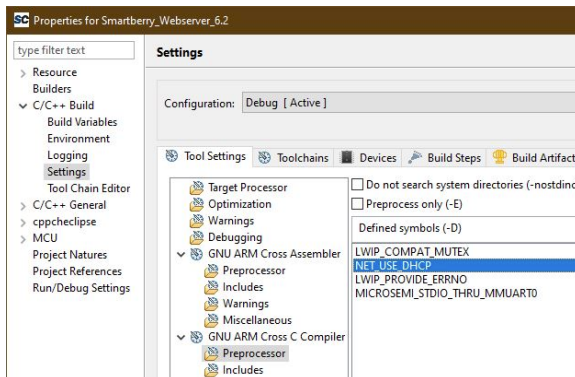 SC Properties for Smartberry_Webserver_6.2
type filter text
Settings
Resource
Builders
C/C++ Build
Build Variables
Environment
Logging
Settings
Tool Chain Editor
C/C++ General
cppcheclipse
MCU
Project Natures
Project References
Run/Debug Settings
Configuration: Debug [ Active ]
Tool Settings Toolchains Devices Build Steps Build Artifact
Target Processor
Optimization
Warnings
Debugging
GNU ARM Cross Assembler
Preprocessor
Includes
Warnings
Miscellaneous
GNU ARM Cross C Compiler
Preprocessor
Includes
Do not search system directories (-nostdinc
Preprocess only (-E)
Defined symbols (-D)
LWIP_COMPAT_MUTEX
NET_USE_DHCP
LWIP_PROVIDE_ERRNO
MICROSEMI_STDIO_THRU_MMUART0